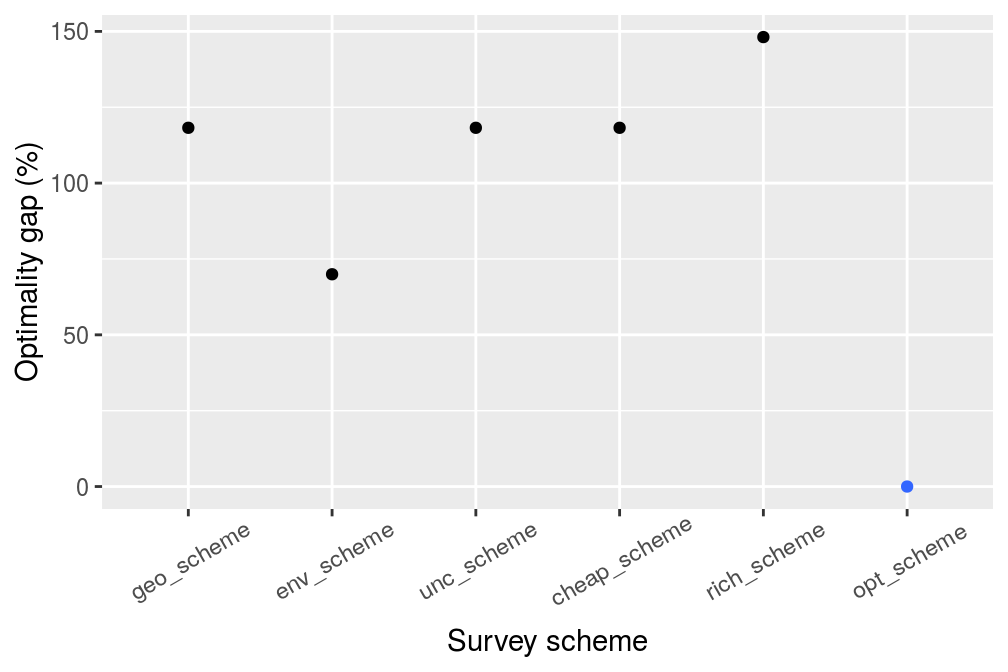 Optimality gap (%)
150
100
50
0
geo_scheme
env_scheme
unc_scheme
cheap_scheme
rich_scheme
opt_scheme
Survey scheme